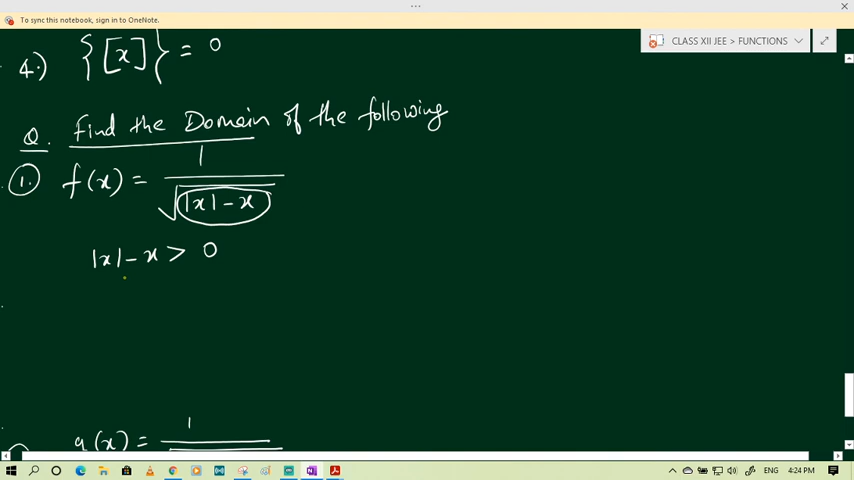 ...
To sync this notebook, sign in to OneNote.
CLASS XII JEE > FUNCTIONS
4.) {[x]} = 0
Q. Find the Domain of the following
1. f(x) = 1
√|x| - x
|x| - x > 0
g(x) = 1
ENG 4:24 PM